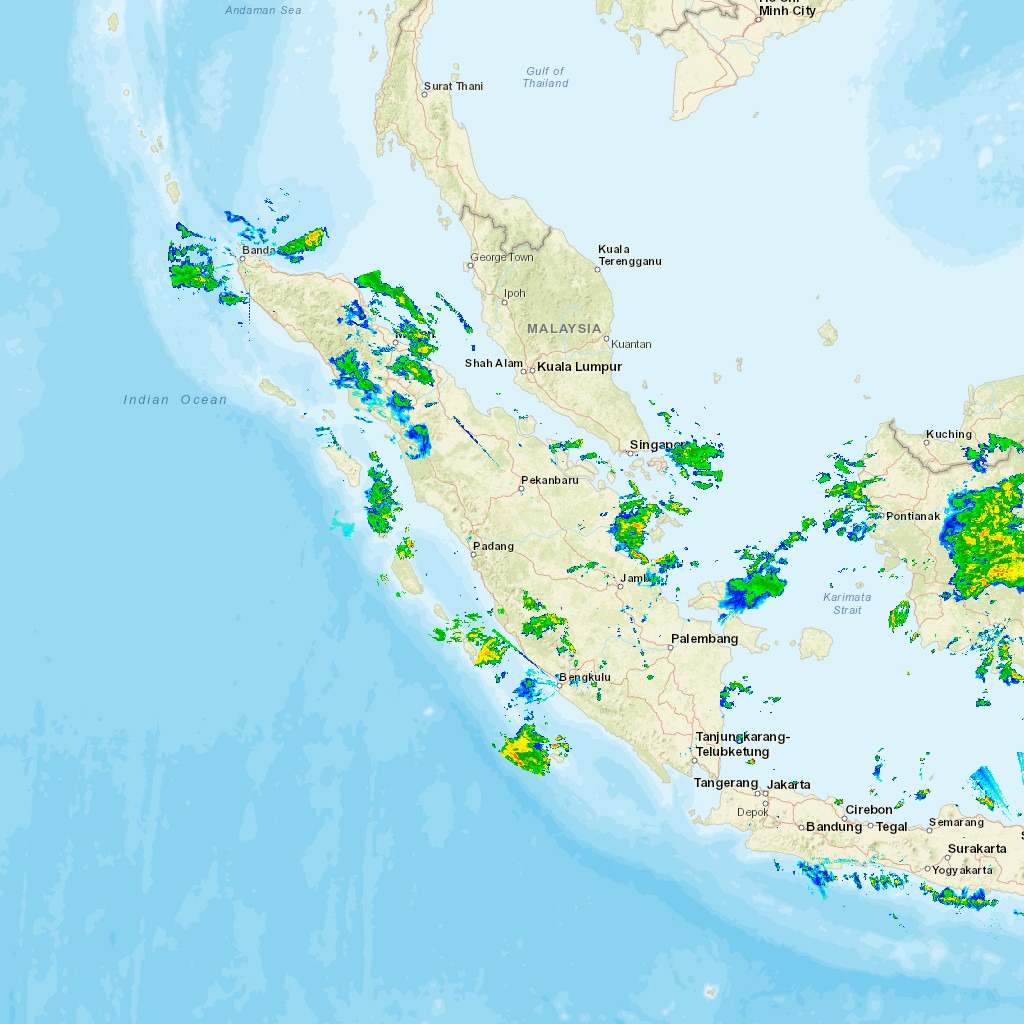 Andaman Sea
Minh City
Gulf of
Thailand
Surat Thani
Banda
George Town
Kuala
Terengganu
Ipoh
MALAYSIA
Kuantan
Shah Alam
Kuala Lumpur
Indian Ocean
Singapore
Kuching
Pekanbaru
Pontianak
Padang
Jambi
Karimata
Strait
Palembang
Bengkulu
Tanjungkarang-
Telubketung
Tangerang
Jakarta
Depok
Cirebon
Bandung
Tegal
Semarang
Surakarta
Yogyakarta